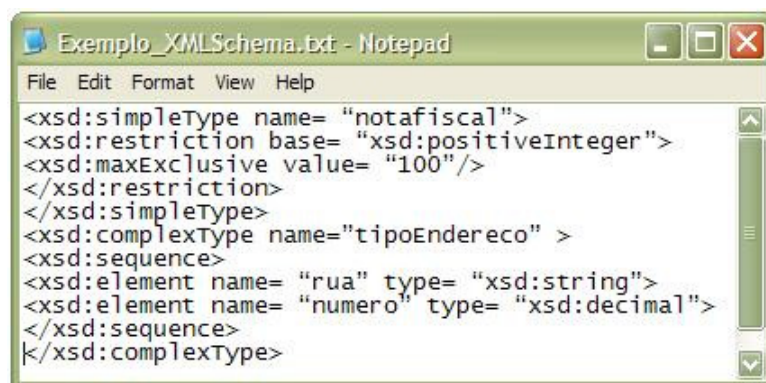 Exemplo_XMLSchema.txt - Notepad
File Edit Format View Help
<xsd:simpleType name= “notafiscal”>
<xsd:restriction base= “xsd:positiveInteger”>
<xsd:maxExclusive value= “100”/>
</xsd:restriction>
</xsd:simpleType>
<xsd:complexType name="tipoEndereco" >
<xsd:sequence>
<xsd:element name= “rua” type= “xsd:string”>
<xsd:element name= “numero” type= “xsd:decimal”>
</xsd:sequence>
</xsd:complexType>